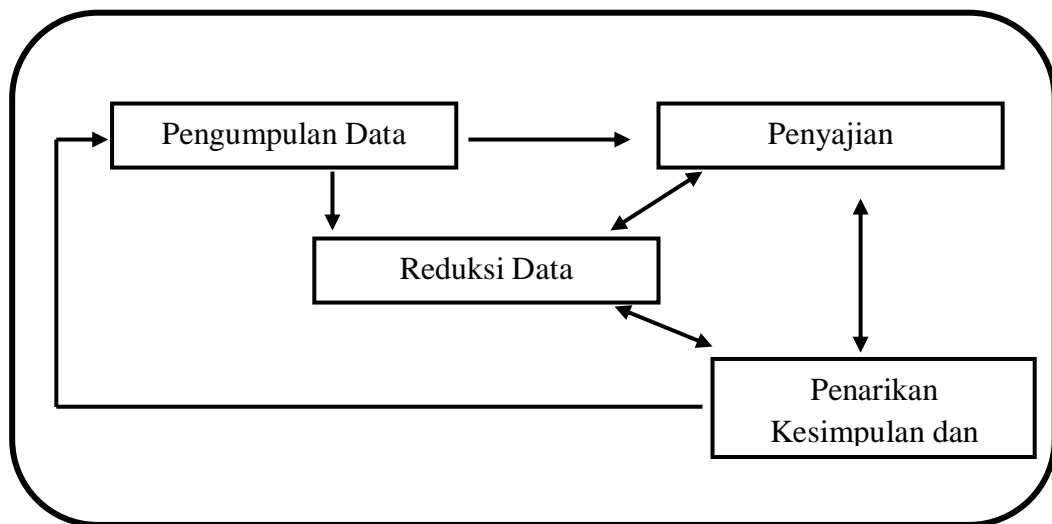 Pengumpulan Data
Penyajian
Reduksi Data
Penarikan
Kesimpulan dan